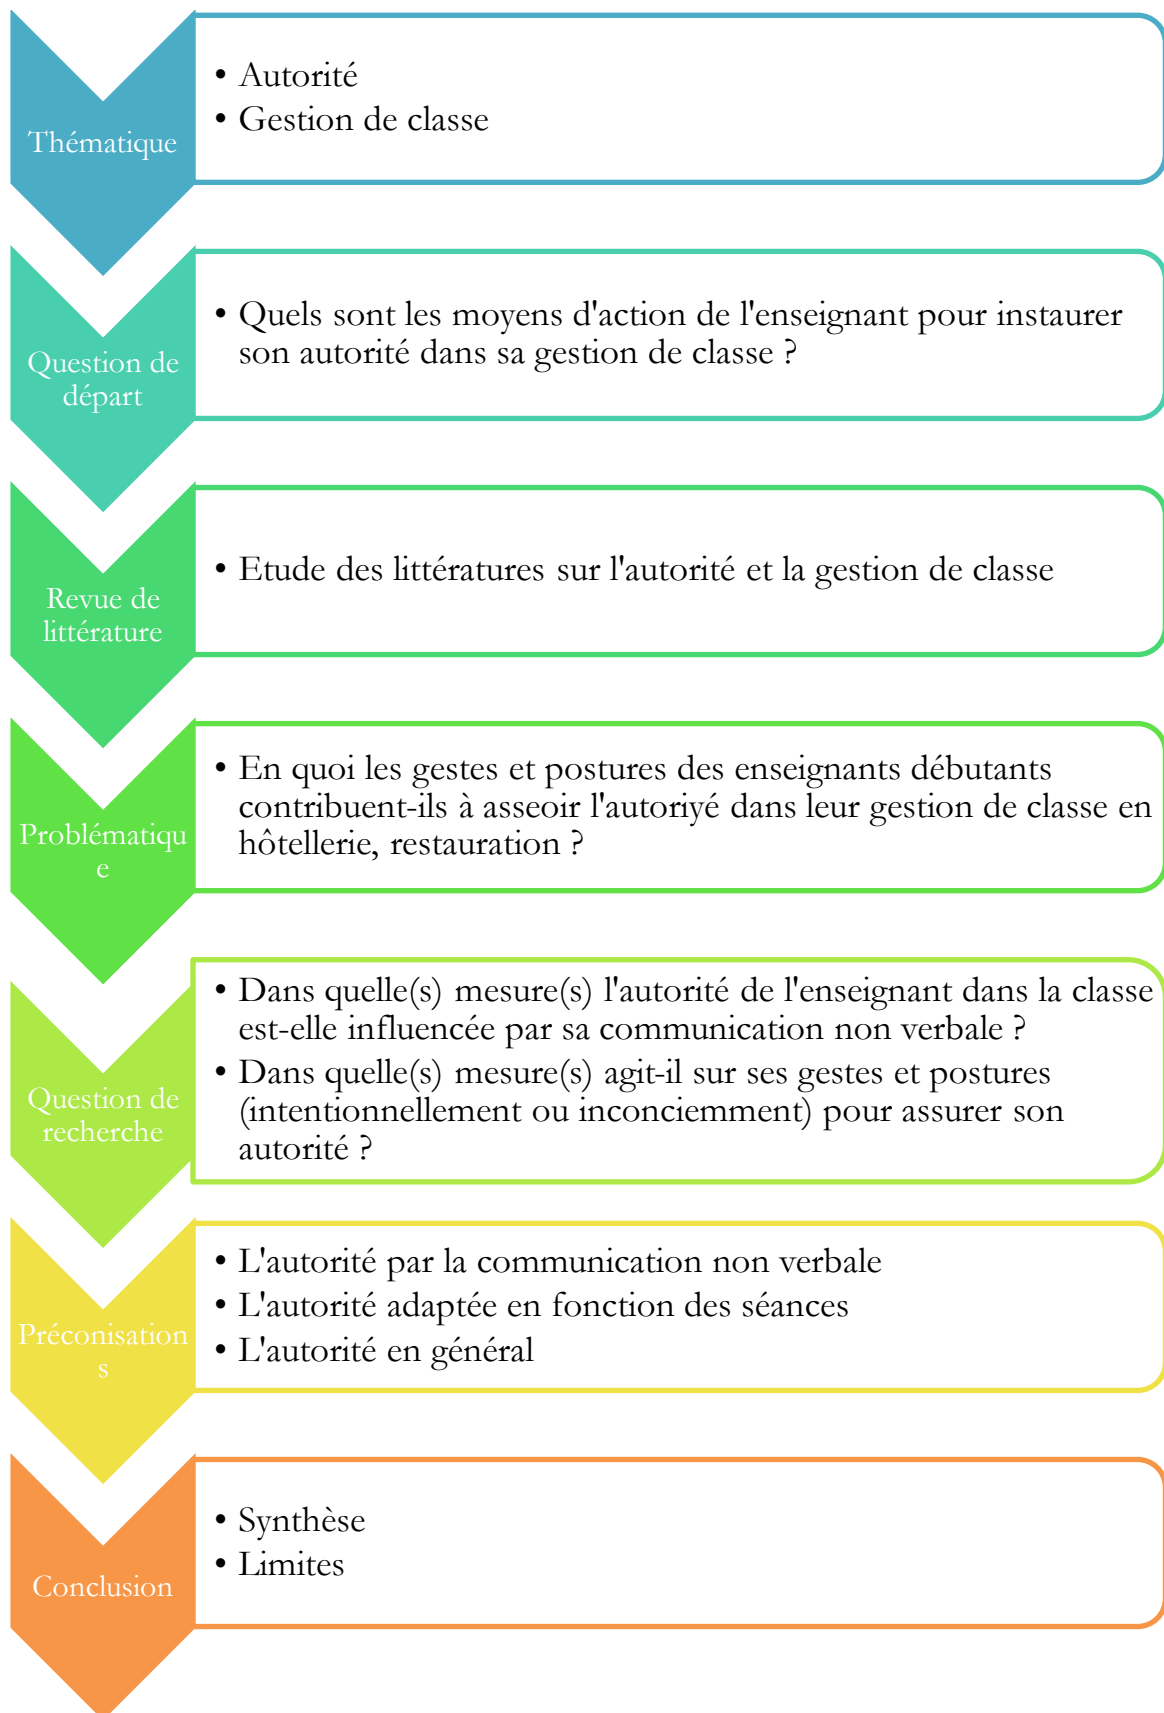 Thématique
• Autorité
• Gestion de classe
Question de
départ
• Quels sont les moyens d'action de l'enseignant pour instaurer
son autorité dans sa gestion de classe ?
Revue de
littérature
• Etude des littératures sur l'autorité et la gestion de classe
Problématiqu
e
• En quoi les gestes et postures des enseignants débutants
contribuent-ils à asseoir l'autoriyé dans leur gestion de classe en
hôtellerie, restauration ?
Question de
recherche
• Dans quelle(s) mesure(s) l'autorité de l'enseignant dans la classe
est-elle influencée par sa communication non verbale ?
• Dans quelle(s) mesure(s) agit-il sur ses gestes et postures
(intentionnellement ou inconciemment) pour assurer son
autorité ?
Préconisation
s
• L'autorité par la communication non verbale
• L'autorité adaptée en fonction des séances
• L'autorité en général
Conclusion
• Synthèse
• Limites